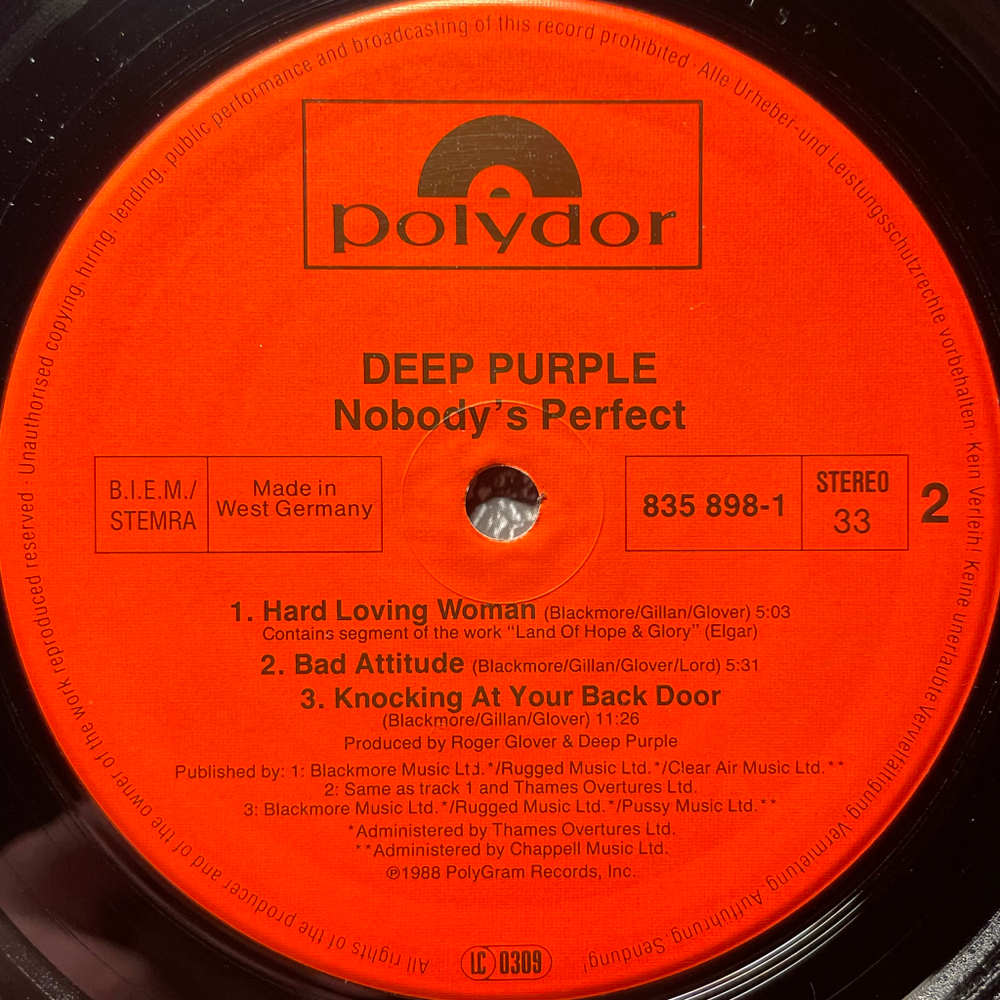 polydor
DEEP PURPLE
Nobody's Perfect
B.I.E.M./
STEMRA
Made in
West Germany
835 898-1
STEREO
33
2
1. Hard Loving Woman (Blackmore/Gillan/Glover) 5:03
Contains segment of the work "Land Of Hope & Glory" (Elgar)
2. Bad Attitude (Blackmore/Gillan/Glover/Lord) 5:31
3. Knocking At Your Back Door
(Blackmore/Gillan/Glover) 11:26
Produced by Roger Glover & Deep Purple
Published by: 1: Blackmore Music Ltd.*/Rugged Music Ltd.*/Clear Air Music Ltd.**
2: Same as track 1 and Thames Overtures Ltd.
3: Blackmore Music Ltd.*/Rugged Music Ltd.*/Pussy Music Ltd.**
*Administered by Thames Overtures Ltd.
**Administered by Chappell Music Ltd.
℗1988 PolyGram Records, Inc.
LC 0309
All rights of the producer and of the owner of the work reproduced reserved · Unauthorised copying, hiring, lending, public performance and broadcasting of this record prohibited · Alle Urheber- und Leistungsschutzrechte vorbehalten · Kein Verleih! Keine unerlaubte Vervielfältigung, Vermietung, Aufführung, Sendung!